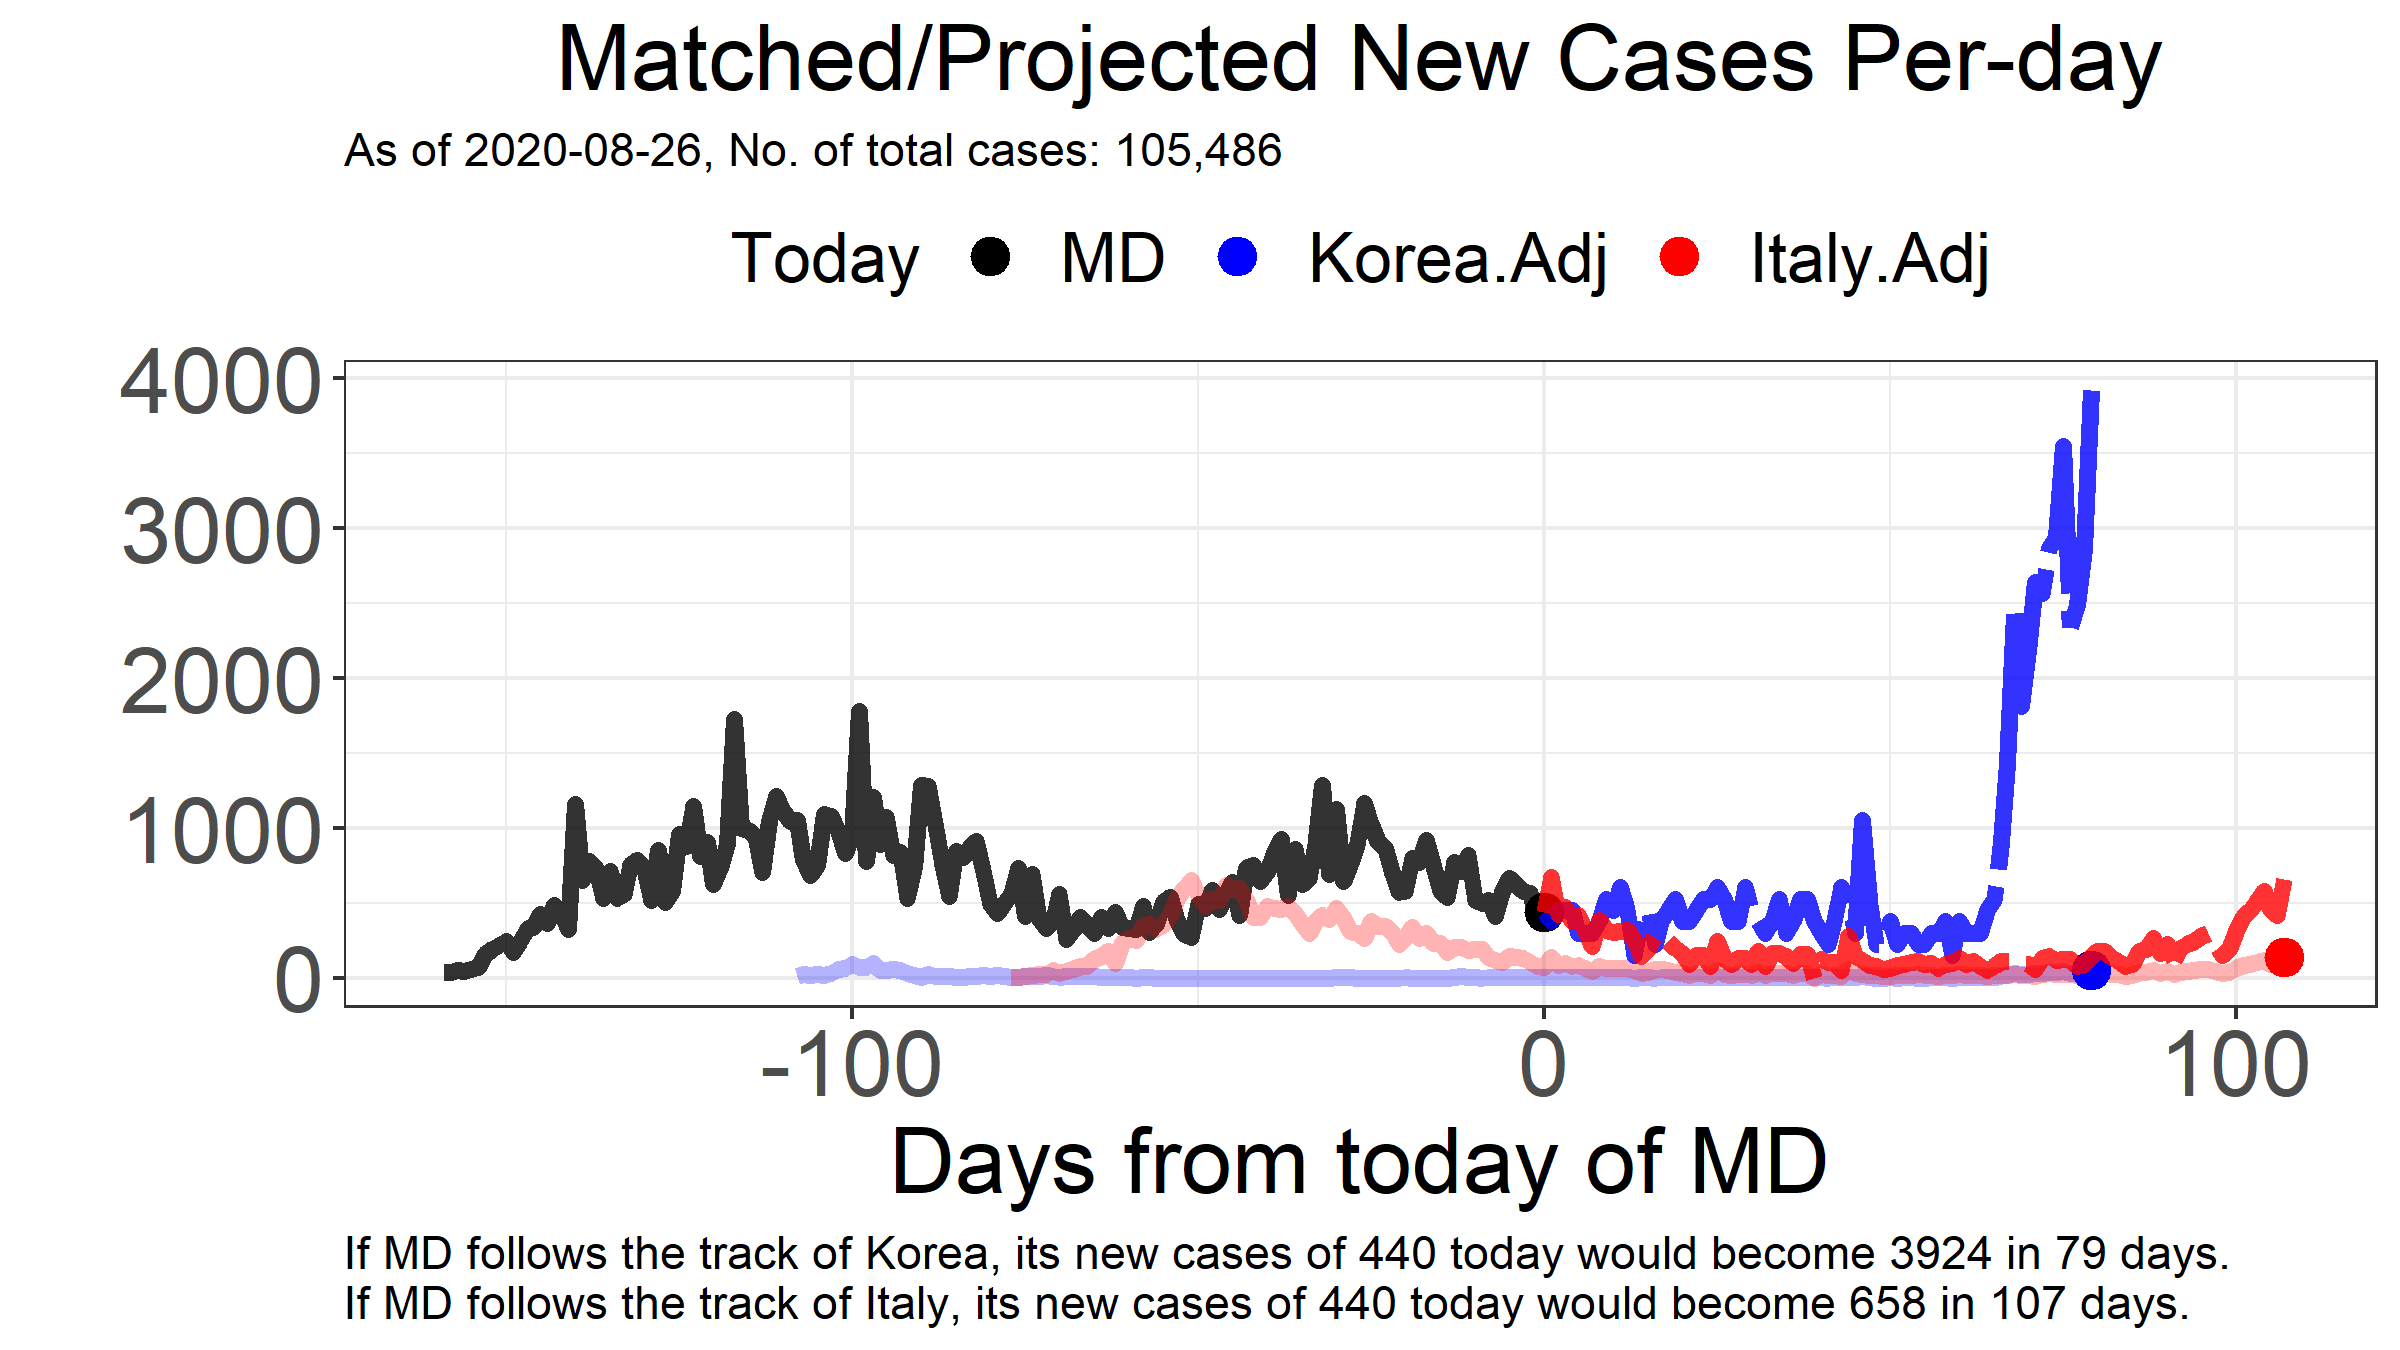 Matched/Projected New Cases Per-day
As of 2020-08-26, No. of total cases: 105,486
Today MD Korea.Adj Italy.Adj
4000
3000
2000
1000
0
-100 0 100
Days from today of MD
If MD follows the track of Korea, its new cases of 440 today would become 3924 in 79 days.
If MD follows the track of Italy, its new cases of 440 today would become 658 in 107 days.